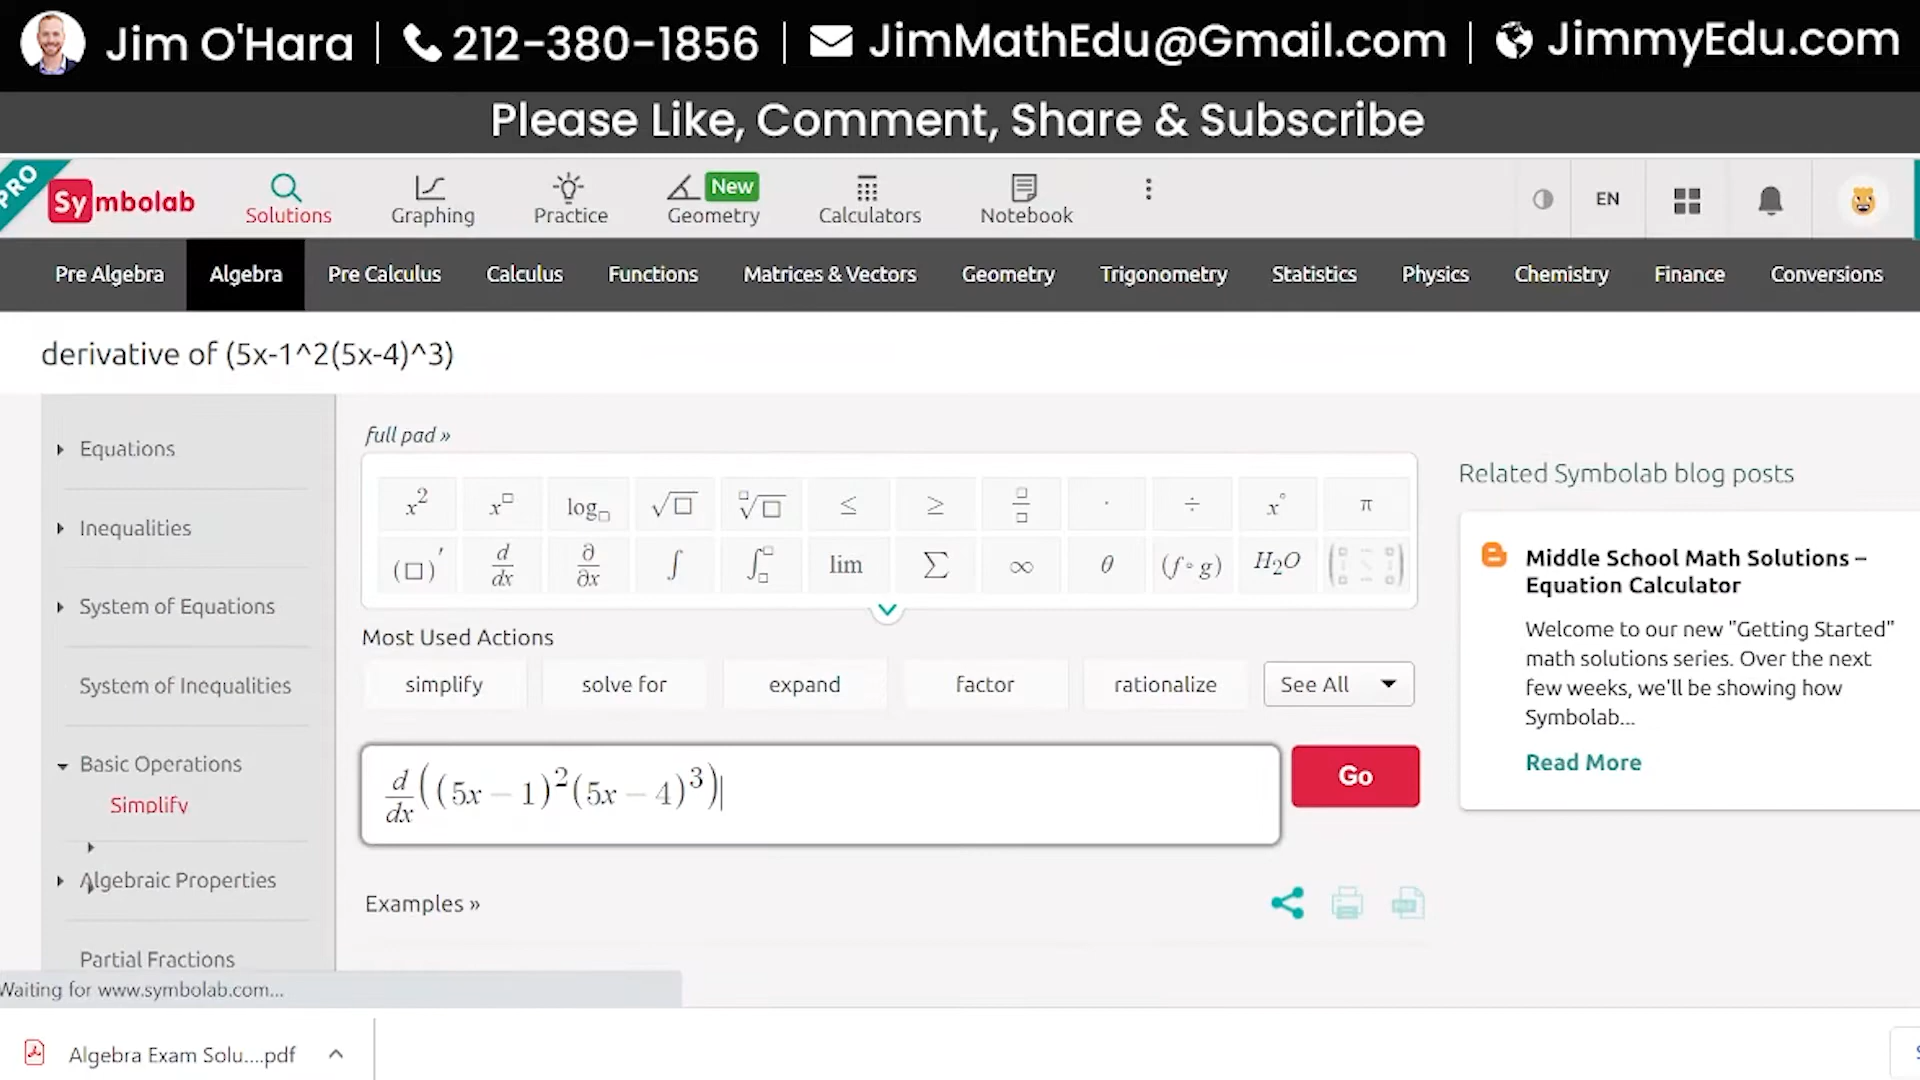 Jim O'Hara | 212-380-1856 | JimMathEdu@Gmail.com | JimmyEdu.com
Please Like, Comment, Share & Subscribe
PRO
Symbolab
Solutions
Graphing
Practice
New
Geometry
Calculators
Notebook
EN
Pre Algebra
Algebra
Pre Calculus
Calculus
Functions
Matrices & Vectors
Geometry
Trigonometry
Statistics
Physics
Chemistry
Finance
Conversions
derivative of (5x-1^2(5x-4)^3)
Equations
Inequalities
System of Equations
System of Inequalities
Basic Operations
Simplify
Algebraic Properties
Partial Fractions
full pad »
x² x^□ log_□ √□ ^□√□ ≤ ≥ □/□ · ÷ x° π
(□)′ d/dx ∂/∂x ∫ ∫_□^□ lim ∑ ∞ θ (f∘g) H₂O
Most Used Actions
simplify
solve for
expand
factor
rationalize
See All
d/dx((5x − 1)²(5x − 4)³)
Go
Examples »
Related Symbolab blog posts
Middle School Math Solutions –
Equation Calculator
Welcome to our new "Getting Started"
math solutions series. Over the next
few weeks, we'll be showing how
Symbolab...
Read More
Waiting for www.symbolab.com...
Algebra Exam Solu....pdf